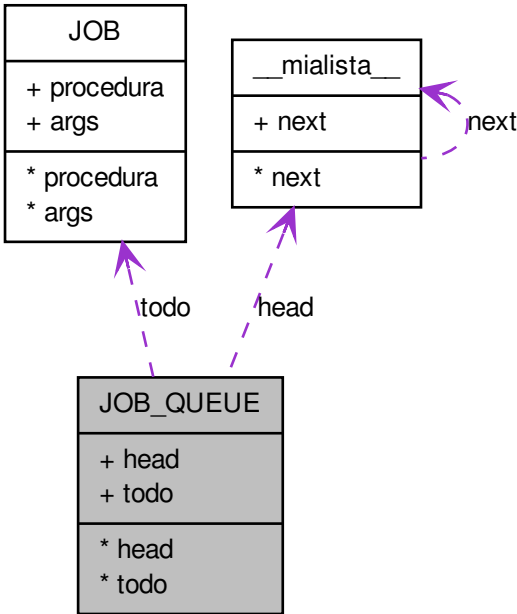 JOB
+ procedura
+ args
* procedura
* args
__mialista__
+ next
* next
next
todo
head
JOB_QUEUE
+ head
+ todo
* head
* todo